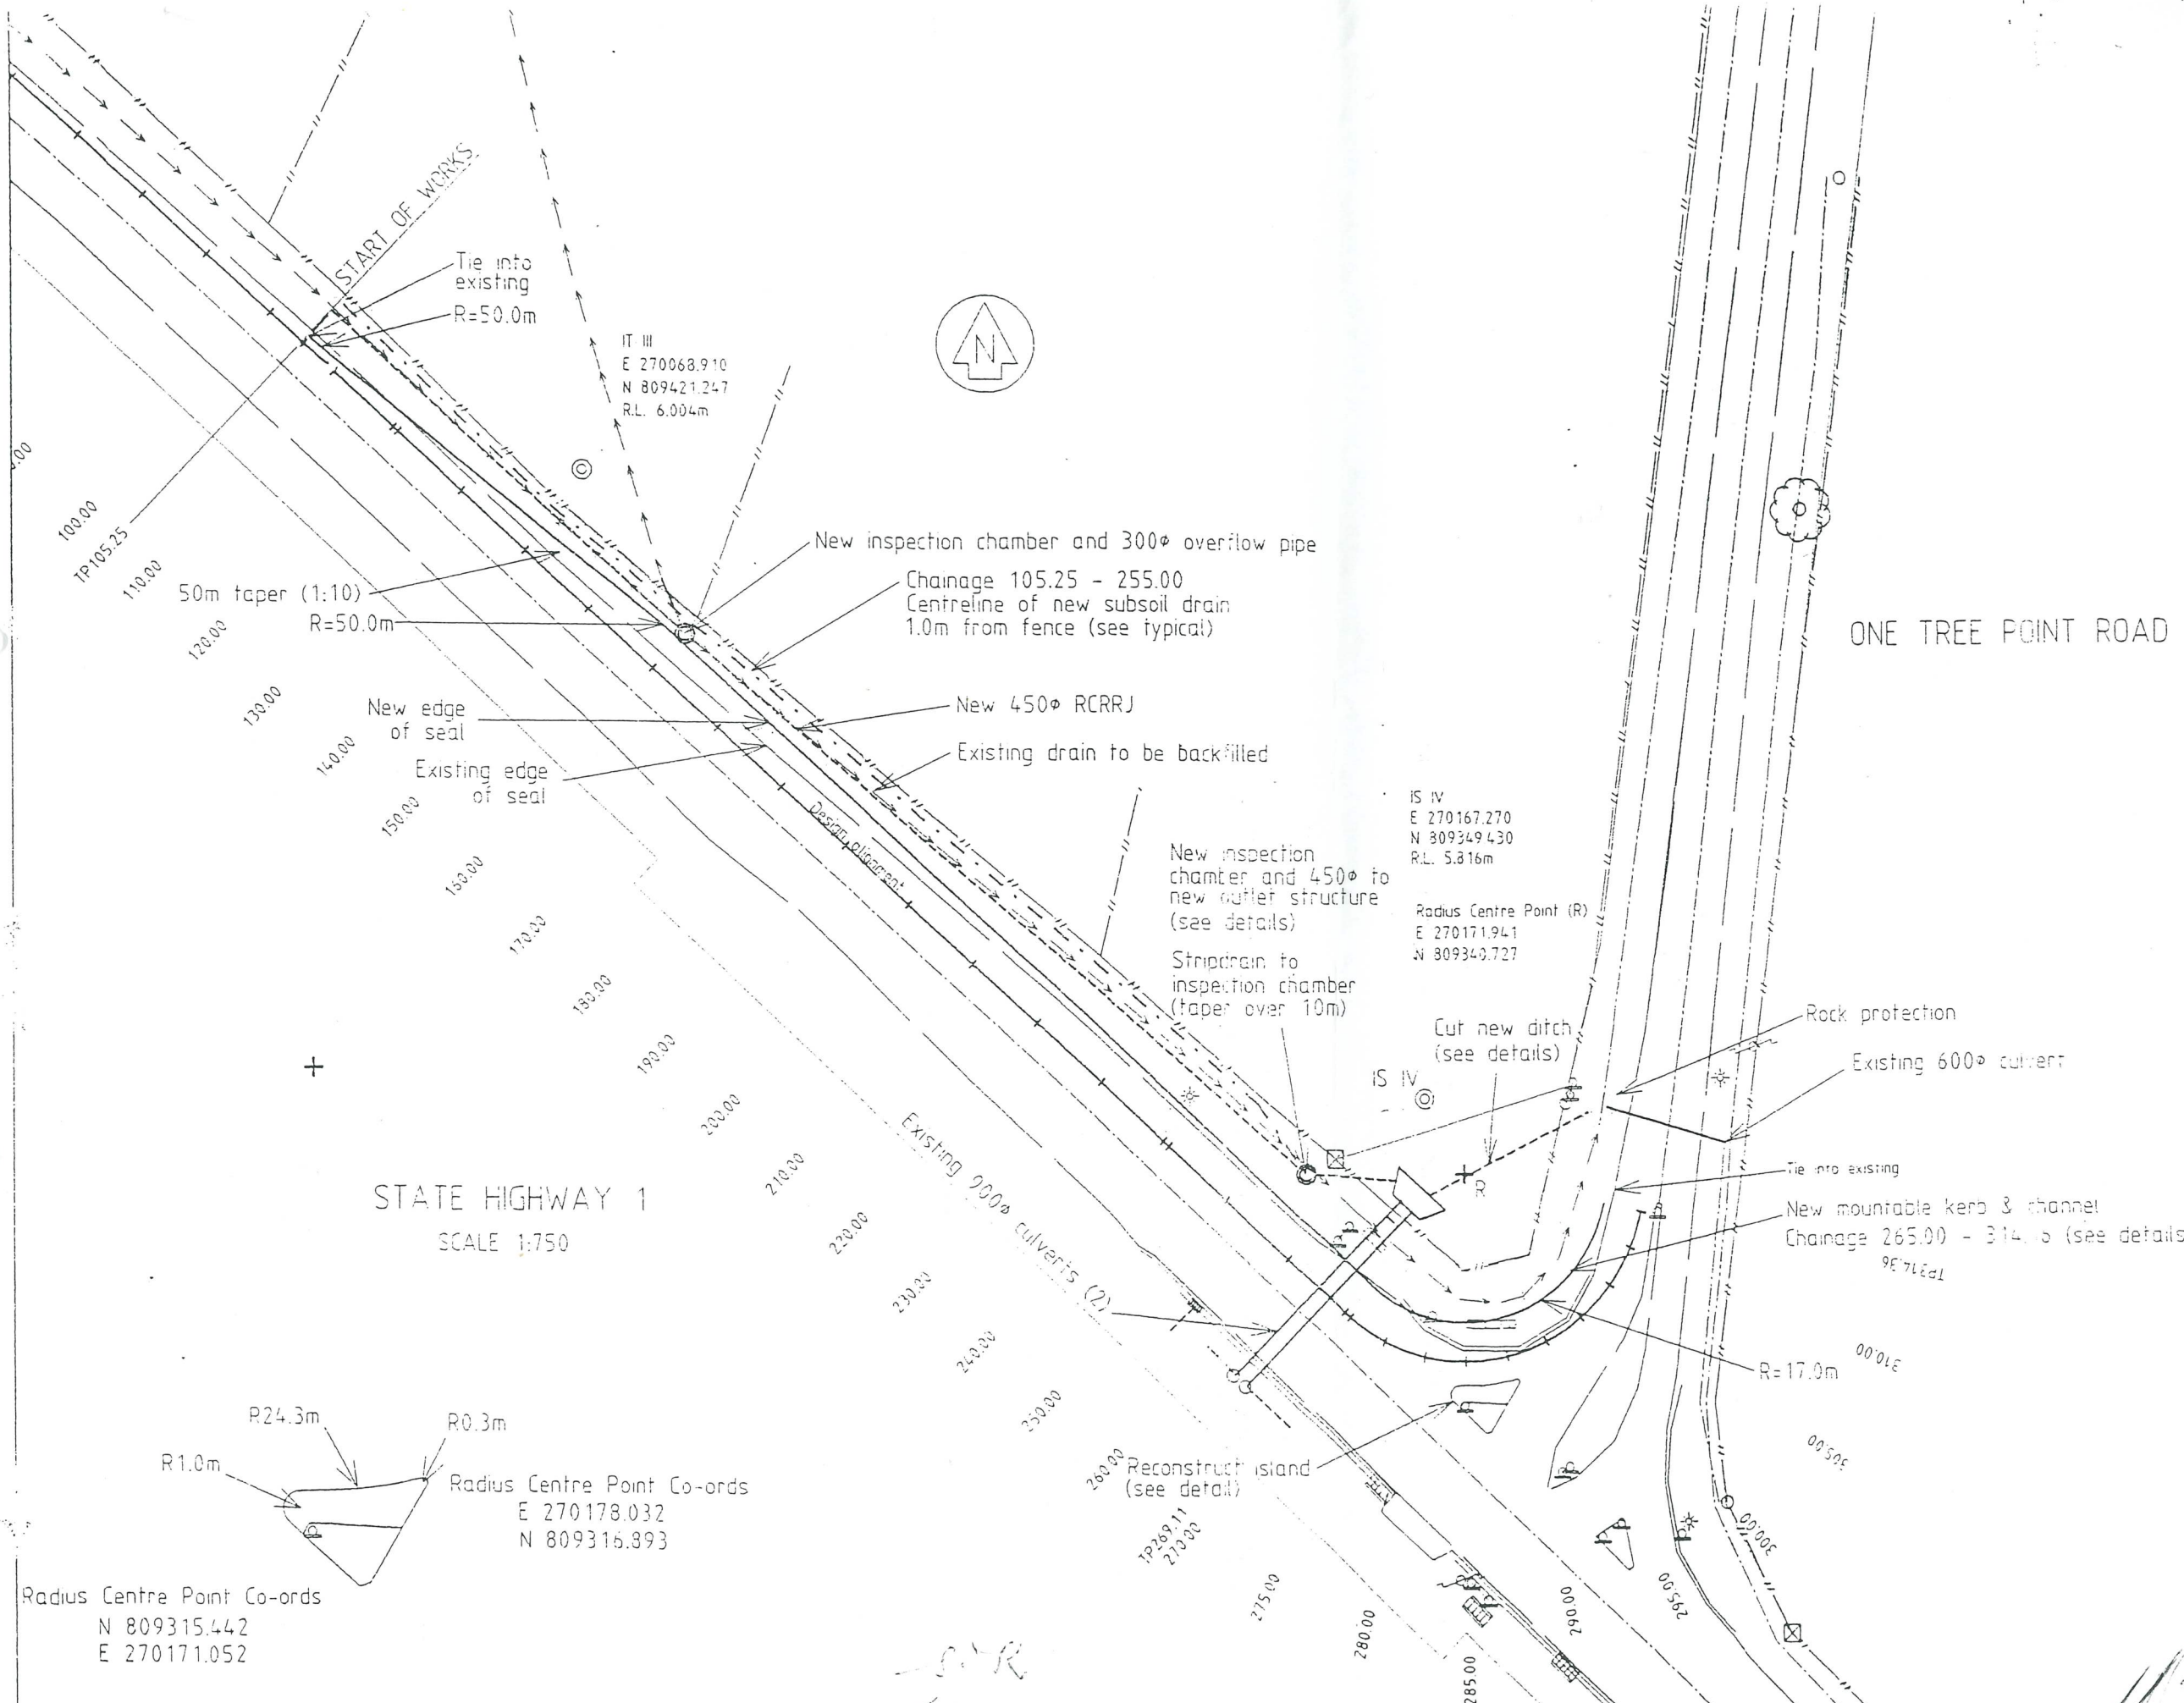 START OF WORKS
Tie into
existing
R=50.0m
IT III
E 270068.910
N 809421.247
R.L. 6.004m
N
100.00
TP105.25
110.00
120.00
130.00
140.00
150.00
160.00
170.00
180.00
190.00
200.00
210.00
220.00
230.00
240.00
250.00
260.00
TP269.11
270.00
275.00
280.00
285.00
290.00
295.00
300.00
305.00
310.00
TP314.36
50m taper (1:10)
R=50.0m
New inspection chamber and 300ø overflow pipe
Chainage 105.25 - 255.00
Centreline of new subsoil drain
1.0m from fence (see typical)
ONE TREE POINT ROAD
New edge
of seal
New 450ø RCRRJ
Existing edge
of seal
Existing drain to be backfilled
Design alignment
IS IV
E 270167.270
N 809349.430
R.L. 5.816m
New inspection
chamber and 450ø to
new outlet structure
(see details)
Radius Centre Point (R)
E 270171.941
N 809340.727
Stripdrain to
inspection chamber
(taper over 10m)
Cut new ditch
(see details)
Rock protection
Existing 600ø culvert
IS IV
R
Tie into existing
New mountable kerb & channel
Chainage 265.00 - (see details
Existing 900ø culverts (2)
STATE HIGHWAY 1
SCALE 1:750
R=17.0m
Reconstruct island
(see detail)
R24.3m
R0.3m
R1.0m
Radius Centre Point Co-ords
E 270178.032
N 809316.893
Radius Centre Point Co-ords
N 809315.442
E 270171.052